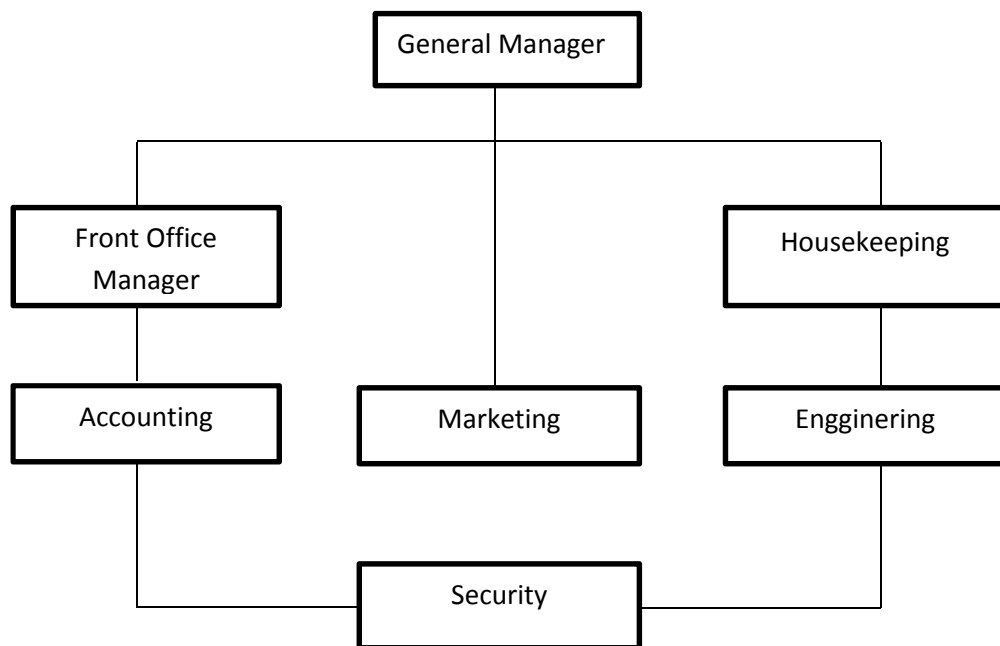 General Manager
Front Office
Manager
Housekeeping
Accounting
Marketing
Engginering
Security